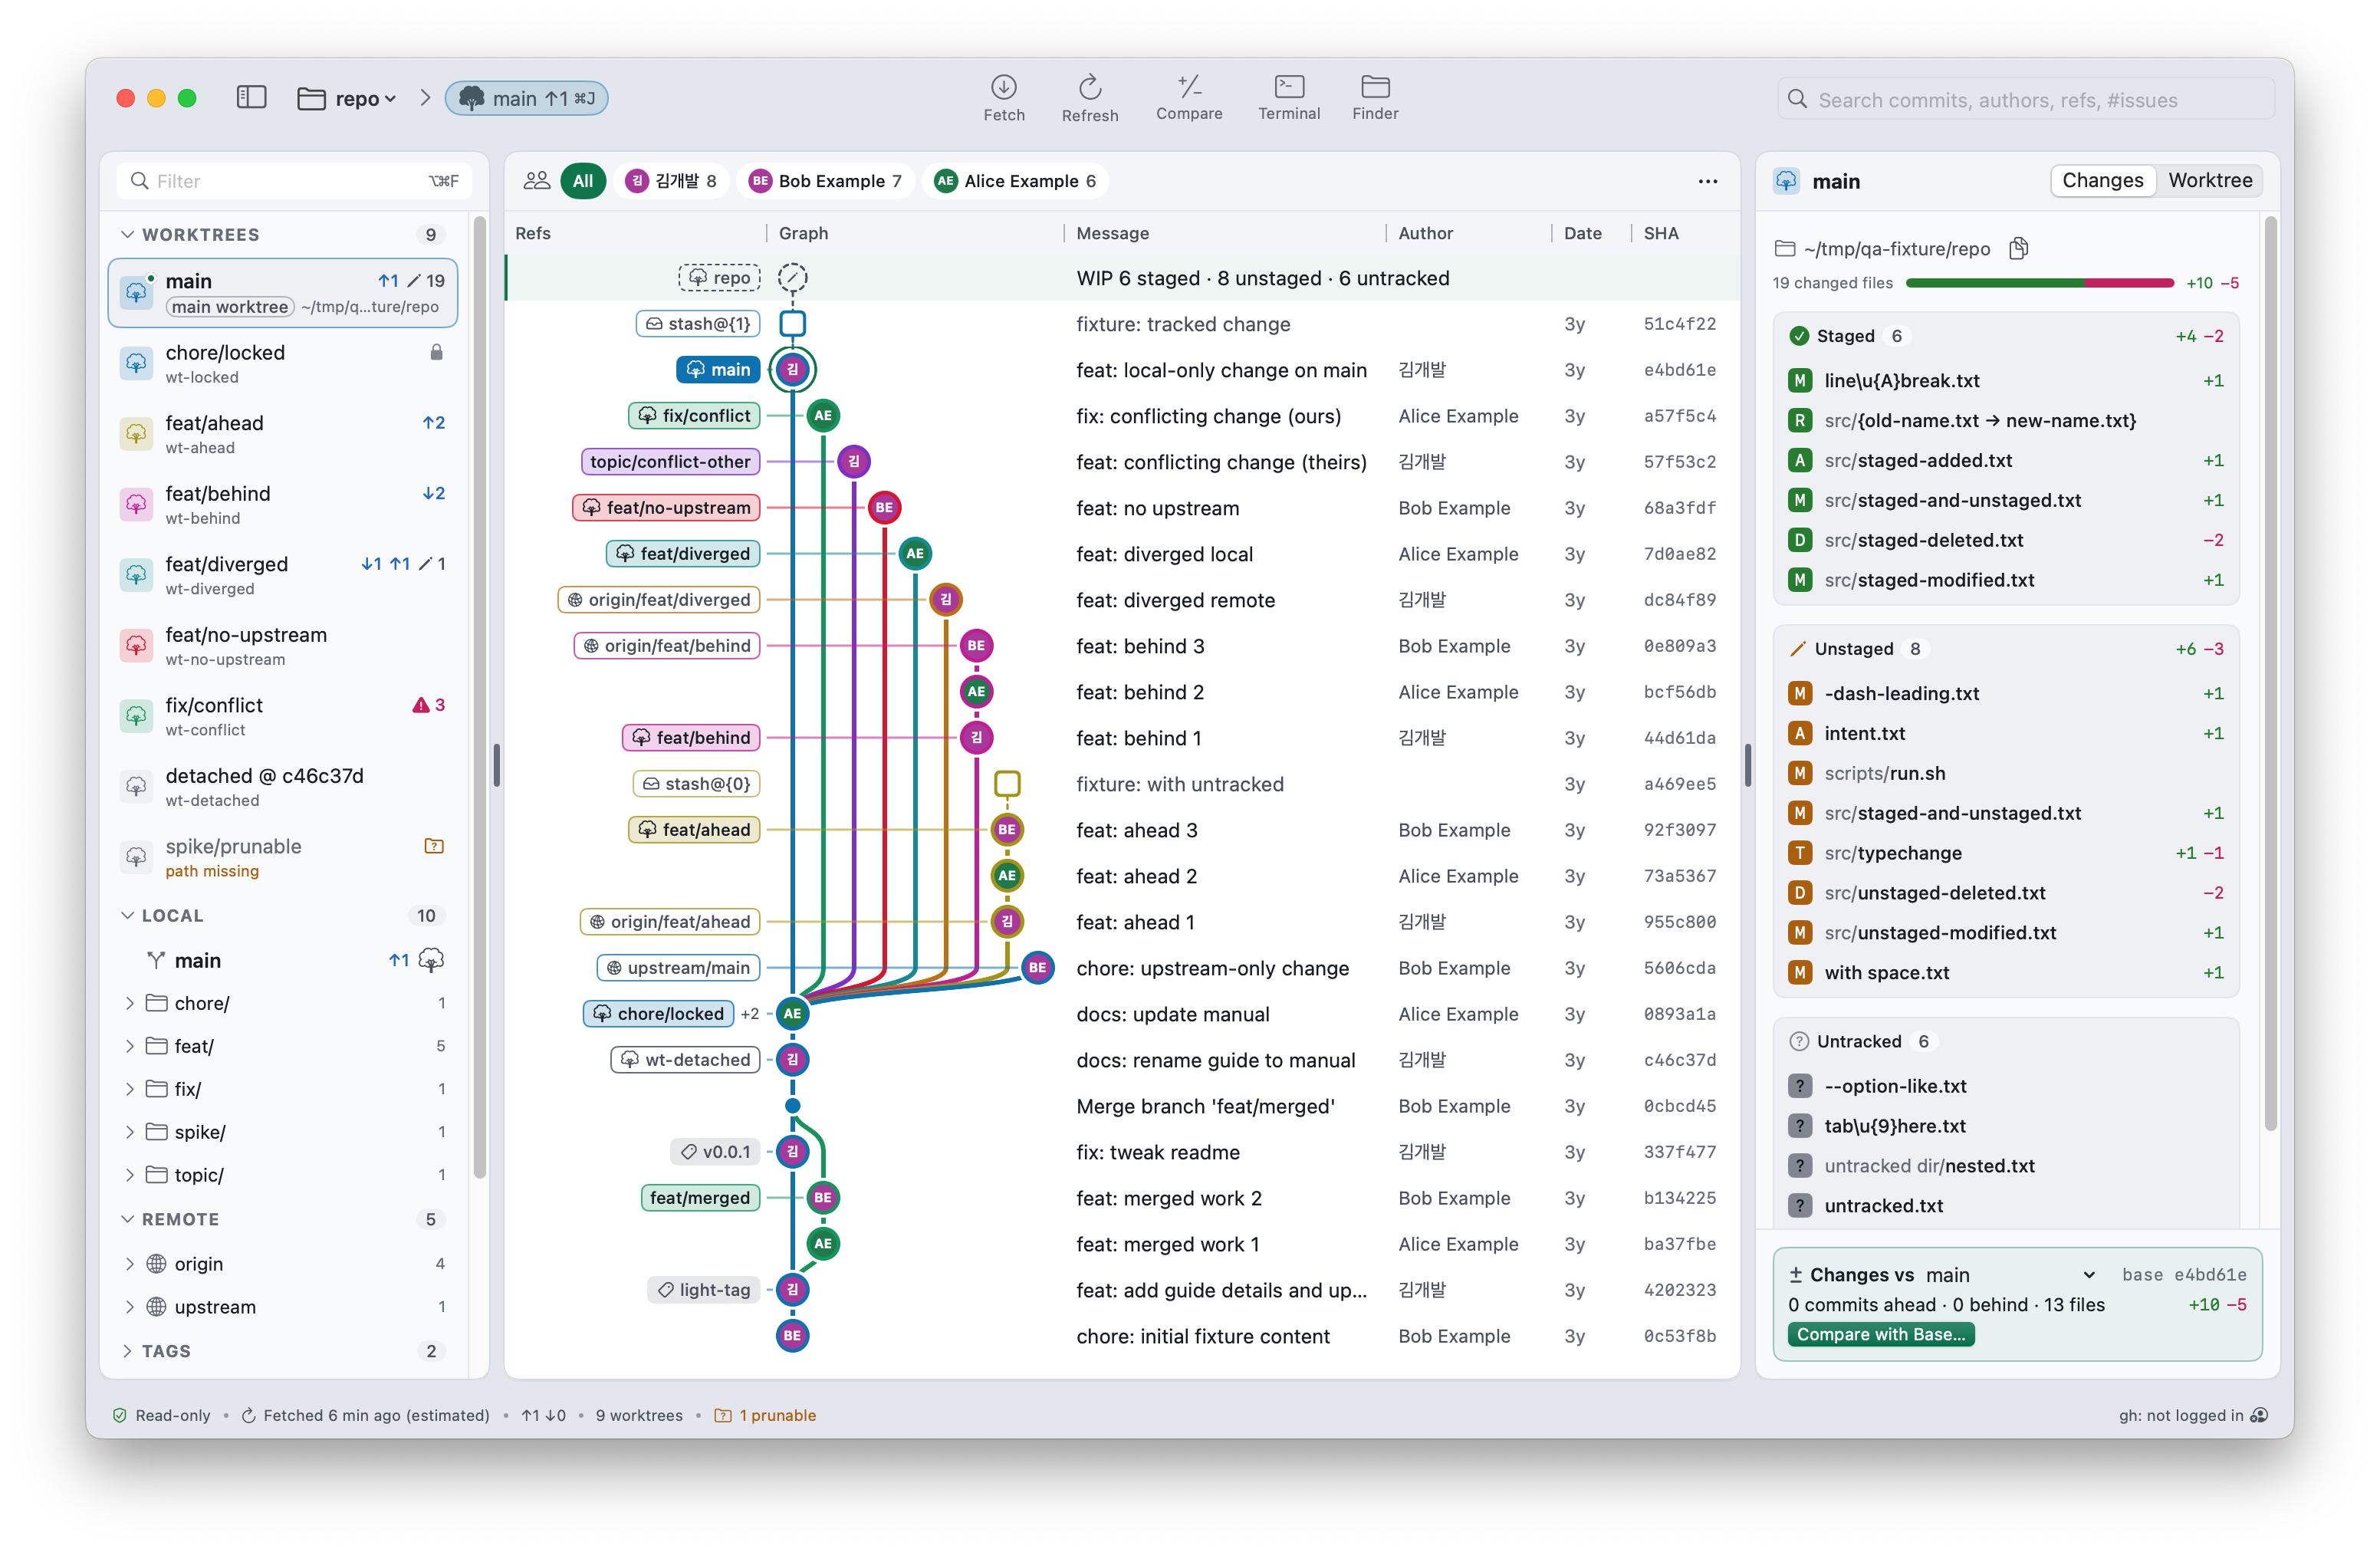 repo
main ↑1 ⌘J
Fetch
Refresh
Compare
Terminal
Finder
Search commits, authors, refs, #issues
Filter
⌥⌘F
WORKTREES 9
main ↑1 19
main worktree ~/tmp/q...ture/repo
chore/locked
wt-locked
feat/ahead ↑2
wt-ahead
feat/behind ↓2
wt-behind
feat/diverged ↓1 ↑1 1
wt-diverged
feat/no-upstream
wt-no-upstream
fix/conflict 3
wt-conflict
detached @ c46c37d
wt-detached
spike/prunable
path missing
LOCAL 10
main ↑1
chore/ 1
feat/ 5
fix/ 1
spike/ 1
topic/ 1
REMOTE 5
origin 4
upstream 1
TAGS 2
All
김 김개발 8
BE Bob Example 7
AE Alice Example 6
Refs Graph Message Author Date SHA
repo WIP 6 staged · 8 unstaged · 6 untracked
stash@{1} fixture: tracked change 3y 51c4f22
main 김 feat: local-only change on main 김개발 3y e4bd61e
fix/conflict AE fix: conflicting change (ours) Alice Example 3y a57f5c4
topic/conflict-other 김 feat: conflicting change (theirs) 김개발 3y 57f53c2
feat/no-upstream BE feat: no upstream Bob Example 3y 68a3fdf
feat/diverged AE feat: diverged local Alice Example 3y 7d0ae82
origin/feat/diverged 김 feat: diverged remote 김개발 3y dc84f89
origin/feat/behind BE feat: behind 3 Bob Example 3y 0e809a3
AE feat: behind 2 Alice Example 3y bcf56db
feat/behind 김 feat: behind 1 김개발 3y 44d61da
stash@{0} fixture: with untracked 3y a469ee5
feat/ahead BE feat: ahead 3 Bob Example 3y 92f3097
AE feat: ahead 2 Alice Example 3y 73a5367
origin/feat/ahead 김 feat: ahead 1 김개발 3y 955c800
upstream/main BE chore: upstream-only change Bob Example 3y 5606cda
chore/locked +2 AE docs: update manual Alice Example 3y 0893a1a
wt-detached 김 docs: rename guide to manual 김개발 3y c46c37d
Merge branch 'feat/merged' Bob Example 3y 0cbcd45
v0.0.1 김 fix: tweak readme 김개발 3y 337f477
feat/merged BE feat: merged work 2 Bob Example 3y b134225
AE feat: merged work 1 Alice Example 3y ba37fbe
light-tag 김 feat: add guide details and up... 김개발 3y 4202323
BE chore: initial fixture content Bob Example 3y 0c53f8b
main
Changes Worktree
~/tmp/qa-fixture/repo
19 changed files +10 −5
Staged 6 +4 −2
M line\u{A}break.txt +1
R src/{old-name.txt → new-name.txt}
A src/staged-added.txt +1
M src/staged-and-unstaged.txt +1
D src/staged-deleted.txt −2
M src/staged-modified.txt +1
Unstaged 8 +6 −3
M -dash-leading.txt +1
A intent.txt +1
M scripts/run.sh
M src/staged-and-unstaged.txt +1
T src/typechange +1 −1
D src/unstaged-deleted.txt −2
M src/unstaged-modified.txt +1
M with space.txt +1
Untracked 6
? --option-like.txt
? tab\u{9}here.txt
? untracked dir/nested.txt
? untracked.txt
± Changes vs main base e4bd61e
0 commits ahead · 0 behind · 13 files +10 −5
Compare with Base...
Read-only • Fetched 6 min ago (estimated) • ↑1 ↓0 • 9 worktrees • 1 prunable
gh: not logged in